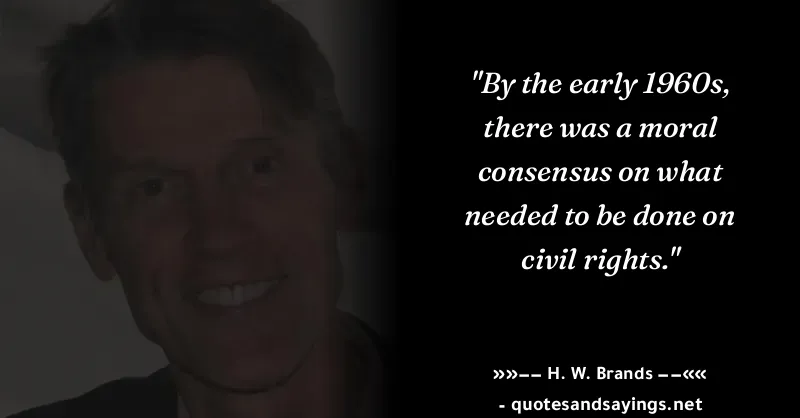 "By the early 1960s,
there was a moral
consensus on what
needed to be done on
civil rights."
»»–– H. W. Brands ––««
- quotesandsayings.net